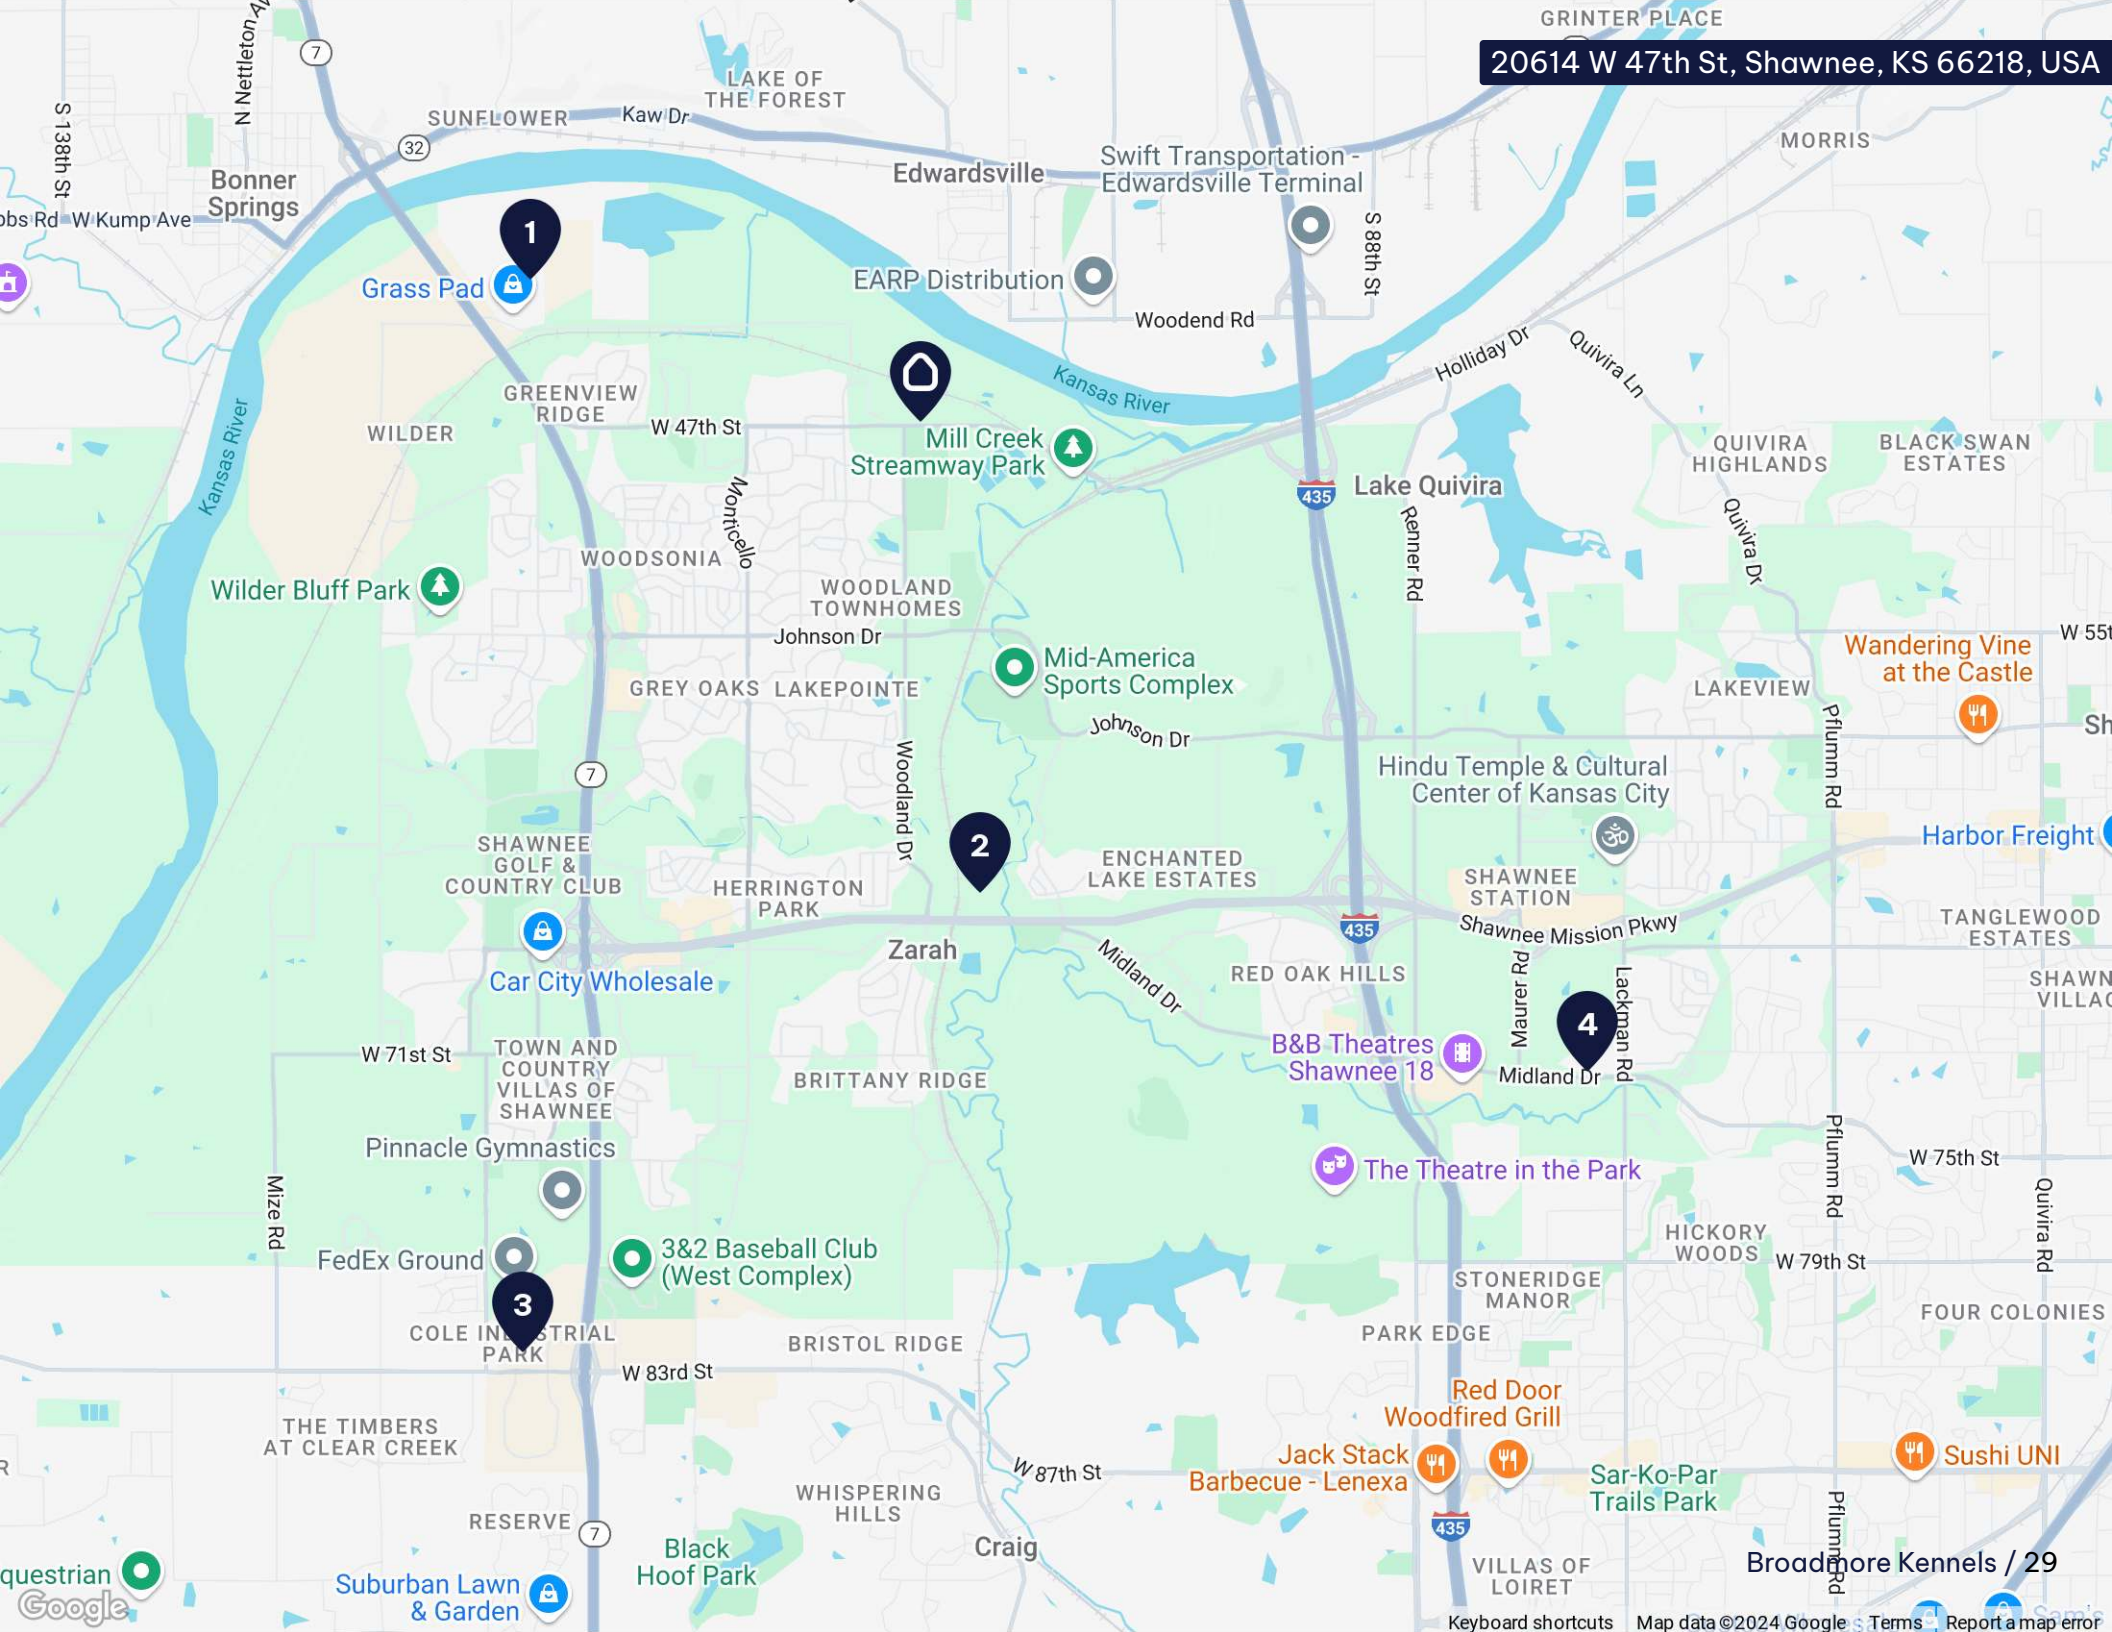 GRINTER PLACE
20614 W 47th St, Shawnee, KS 66218, USA
7
N Nettleton Av
LAKE OF
THE FOREST
S 138th St
SUNFLOWER
Kaw Dr
32
MORRIS
Bonner
Springs
Edwardsville
Swift Transportation -
Edwardsville Terminal
obs Rd
W Kump Ave
1
Grass Pad
EARP Distribution
S 88th St
Woodend Rd
Holliday Dr
Quivira Ln
Kansas River
GREENVIEW
RIDGE
WILDER
W 47th St
Mill Creek
Streamway Park
Kansas River
QUIVIRA
HIGHLANDS
BLACK SWAN
ESTATES
435
Lake Quivira
Monticello
Renner Rd
Quivira Dr
WOODSONIA
Wilder Bluff Park
WOODLAND
TOWNHOMES
Johnson Dr
W 55t
Mid-America
Sports Complex
Wandering Vine
at the Castle
GREY OAKS
LAKEPOINTE
LAKEVIEW
Johnson Dr
Pflumm Rd
Sh
7
Woodland Dr
Hindu Temple & Cultural
Center of Kansas City
Harbor Freight
2
SHAWNEE
GOLF &
COUNTRY CLUB
HERRINGTON
PARK
ENCHANTED
LAKE ESTATES
SHAWNEE
STATION
435
Shawnee Mission Pkwy
TANGLEWOOD
ESTATES
Zarah
Midland Dr
Car City Wholesale
RED OAK HILLS
Maurer Rd
Lackman Rd
SHAWN
VILLAG
4
W 71st St
TOWN AND
COUNTRY
VILLAS OF
SHAWNEE
B&B Theatres
Shawnee 18
Midland Dr
BRITTANY RIDGE
Pinnacle Gymnastics
Pflumm Rd
W 75th St
The Theatre in the Park
Mize Rd
Quivira Rd
FedEx Ground
3&2 Baseball Club
(West Complex)
HICKORY
WOODS
W 79th St
3
STONERIDGE
MANOR
FOUR COLONIES
COLE IN STRIAL
PARK
BRISTOL RIDGE
PARK EDGE
W 83rd St
Red Door
Woodfired Grill
THE TIMBERS
AT CLEAR CREEK
Jack Stack
Barbecue - Lenexa
Sushi UNI
R
W 87th St
Sar-Ko-Par
Trails Park
WHISPERING
HILLS
RESERVE
7
Pflumm Rd
435
Black
Hoof Park
Craig
VILLAS OF
LOIRET
Broadmore Kennels / 29
questrian
Suburban Lawn
& Garden
Google
Sam's
Keyboard shortcuts
Map data ©2024 Google
Terms
Report a map error